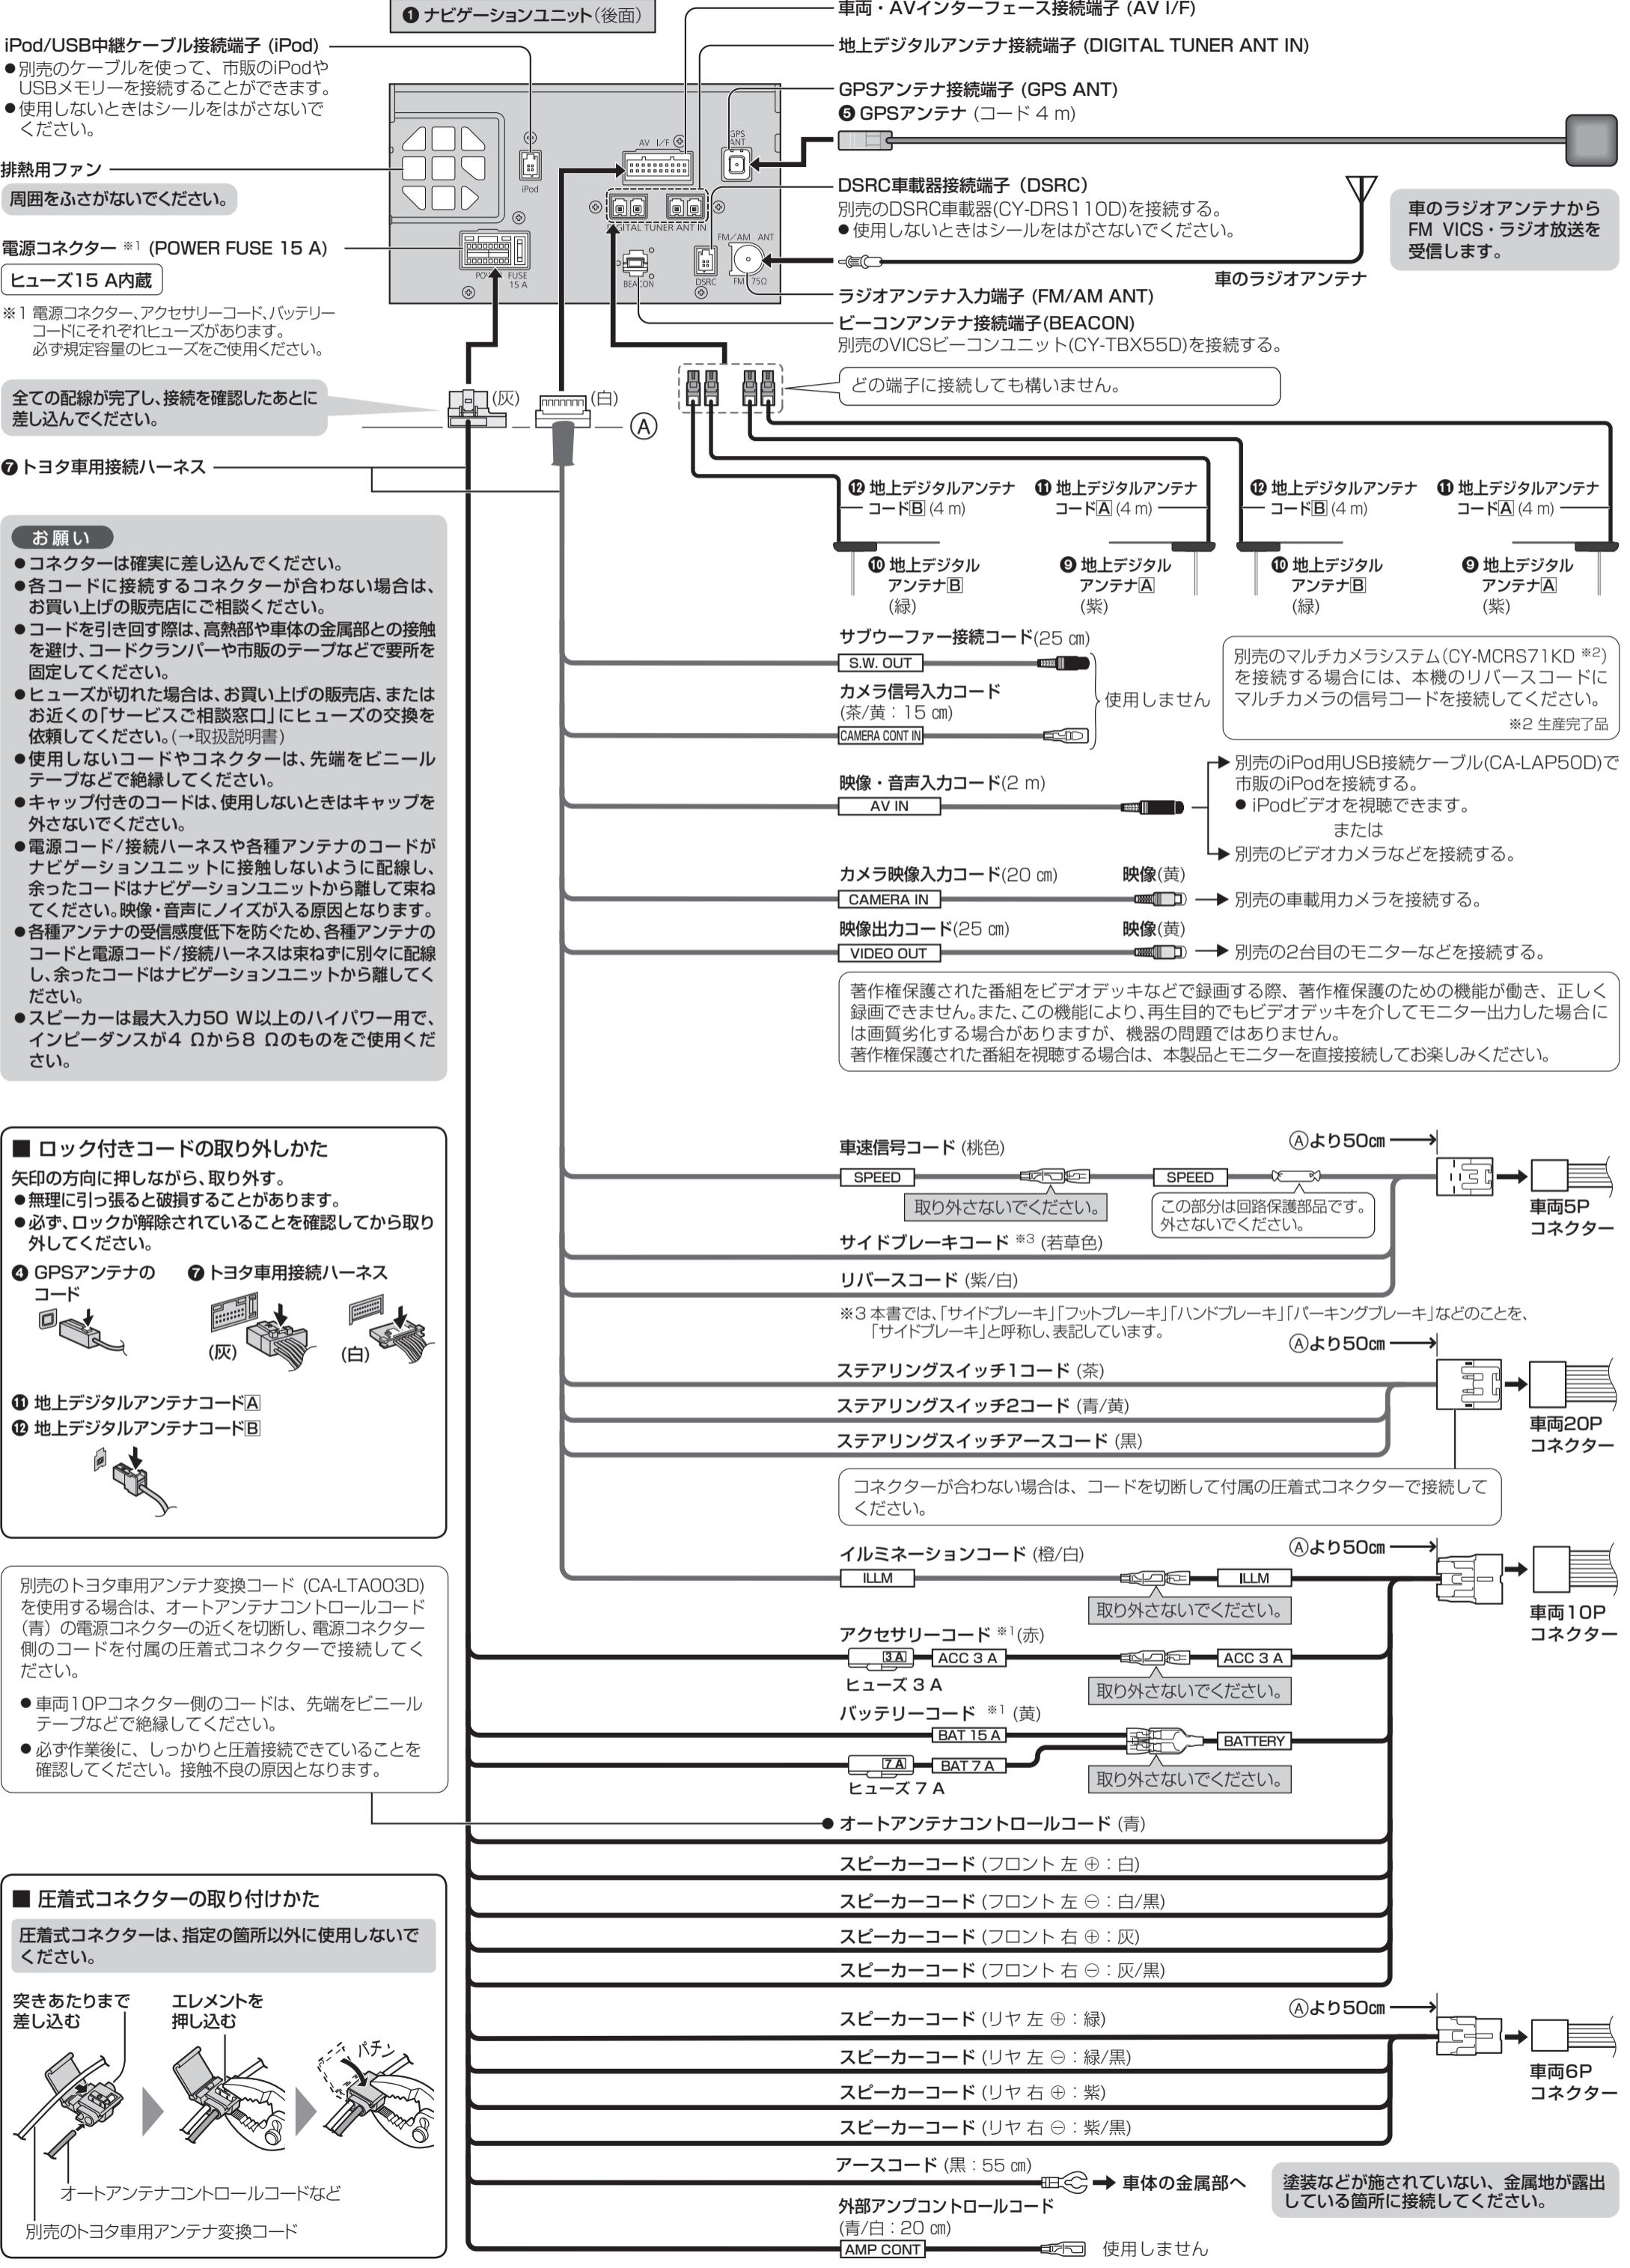 ❶ ナビゲーションユニット(後面)
車両・AVインターフェース接続端子 (AV I/F)
iPod/USB中継ケーブル接続端子 (iPod)
●別売のケーブルを使って、市販のiPodや
USBメモリーを接続することができます。
●使用しないときはシールをはがさないで
ください。
地上デジタルアンテナ接続端子 (DIGITAL TUNER ANT IN)
GPSアンテナ接続端子 (GPS ANT)
❺ GPSアンテナ (コード 4 m)
排熱用ファン
周囲をふさがないでください。
電源コネクター ※1 (POWER FUSE 15 A)
ヒューズ15 A内蔵
※1 電源コネクター、アクセサリーコード、バッテリー
コードにそれぞれヒューズがあります。
必ず規定容量のヒューズをご使用ください。
iPod
AV I/F
GPS
ANT
DIGITAL TUNER ANT IN
FM/AM ANT
FUSE
15 A
BEACON
DSRC
FM 75Ω
DSRC車載器接続端子 (DSRC)
別売のDSRC車載器(CY-DRS110D)を接続する。
●使用しないときはシールをはがさないでください。
車のラジオアンテナから
FM VICS・ラジオ放送を
受信します。
車のラジオアンテナ
ラジオアンテナ入力端子 (FM/AM ANT)
ビーコンアンテナ接続端子(BEACON)
別売のVICSビーコンユニット(CY-TBX55D)を接続する。
全ての配線が完了し、接続を確認したあとに
差し込んでください。
(灰)
(白)
Ⓐ
どの端子に接続しても構いません。
❼ トヨタ車用接続ハーネス
⓬ 地上デジタルアンテナ
コードB (4 m)
⓫ 地上デジタルアンテナ
コードA (4 m)
⓬ 地上デジタルアンテナ
コードB (4 m)
⓫ 地上デジタルアンテナ
コードA (4 m)
❿ 地上デジタル
アンテナB
(緑)
❾ 地上デジタル
アンテナA
(紫)
❿ 地上デジタル
アンテナB
(緑)
❾ 地上デジタル
アンテナA
(紫)
お願い
●コネクターは確実に差し込んでください。
●各コードに接続するコネクターが合わない場合は、
お買い上げの販売店にご相談ください。
●コードを引き回す際は、高熱部や車体の金属部との接触
を避け、コードクランパーや市販のテープなどで要所を
固定してください。
●ヒューズが切れた場合は、お買い上げの販売店、または
お近くの「サービスご相談窓口」にヒューズの交換を
依頼してください。(→取扱説明書)
●使用しないコードやコネクターは、先端をビニール
テープなどで絶縁してください。
●キャップ付きのコードは、使用しないときはキャップを
外さないでください。
●電源コード/接続ハーネスや各種アンテナのコードが
ナビゲーションユニットに接触しないように配線し、
余ったコードはナビゲーションユニットから離して束ね
てください。映像・音声にノイズが入る原因となります。
●各種アンテナの受信感度低下を防ぐため、各種アンテナの
コードと電源コード/接続ハーネスは束ねずに別々に配線
し、余ったコードはナビゲーションユニットから離してく
ださい。
●スピーカーは最大入力50 W以上のハイパワー用で、
インピーダンスが4 Ωから8 Ωのものをご使用くだ
さい。
サブウーファー接続コード(25 ㎝)
S.W. OUT
カメラ信号入力コード
(茶/黄：15 ㎝)
CAMERA CONT IN
使用しません
別売のマルチカメラシステム(CY-MCRS71KD ※2)
を接続する場合には、本機のリバースコードに
マルチカメラの信号コードを接続してください。
※2 生産完了品
映像・音声入力コード(2 m)
AV IN
別売のiPod用USB接続ケーブル(CA-LAP50D)で
市販のiPodを接続する。
● iPodビデオを視聴できます。
または
別売のビデオカメラなどを接続する。
カメラ映像入力コード(20 ㎝)
映像(黄)
CAMERA IN
別売の車載用カメラを接続する。
映像出力コード(25 ㎝)
映像(黄)
VIDEO OUT
別売の2台目のモニターなどを接続する。
著作権保護された番組をビデオデッキなどで録画する際、著作権保護のための機能が働き、正しく
録画できません。また、この機能により、再生目的でもビデオデッキを介してモニター出力した場合に
は画質劣化する場合がありますが、機器の問題ではありません。
著作権保護された番組を視聴する場合は、本製品とモニターを直接接続してお楽しみください。
■ ロック付きコードの取り外しかた
矢印の方向に押しながら、取り外す。
●無理に引っ張ると破損することがあります。
●必ず、ロックが解除されていることを確認してから取り
外してください。
❹ GPSアンテナの
コード
❼ トヨタ車用接続ハーネス
(灰)
(白)
⓫ 地上デジタルアンテナコードA
⓬ 地上デジタルアンテナコードB
車速信号コード (桃色)
Ⓐより50㎝
SPEED
SPEED
取り外さないでください。
この部分は回路保護部品です。
外さないでください。
車両5P
コネクター
サイドブレーキコード ※3 (若草色)
リバースコード (紫/白)
※3 本書では、「サイドブレーキ」「フットブレーキ」「ハンドブレーキ」「パーキングブレーキ」などのことを、
「サイドブレーキ」と呼称し、表記しています。
Ⓐより50㎝
ステアリングスイッチ1コード (茶)
ステアリングスイッチ2コード (青/黄)
ステアリングスイッチアースコード (黒)
車両20P
コネクター
コネクターが合わない場合は、コードを切断して付属の圧着式コネクターで接続して
ください。
別売のトヨタ車用アンテナ変換コード (CA-LTA003D)
を使用する場合は、オートアンテナコントロールコード
(青) の電源コネクターの近くを切断し、電源コネクター
側のコードを付属の圧着式コネクターで接続してく
ださい。
● 車両10Pコネクター側のコードは、先端をビニール
テープなどで絶縁してください。
● 必ず作業後に、しっかりと圧着接続できていることを
確認してください。接触不良の原因となります。
イルミネーションコード (橙/白)
Ⓐより50㎝
ILLM
ILLM
取り外さないでください。
車両10P
コネクター
アクセサリーコード ※1(赤)
3 A
ACC 3 A
ACC 3 A
ヒューズ 3 A
取り外さないでください。
バッテリーコード ※1 (黄)
BAT 15 A
BATTERY
7 A
BAT 7 A
ヒューズ 7 A
取り外さないでください。
● オートアンテナコントロールコード (青)
スピーカーコード (フロント 左 ⊕：白)
スピーカーコード (フロント 左 ⊖：白/黒)
スピーカーコード (フロント 右 ⊕：灰)
スピーカーコード (フロント 右 ⊖：灰/黒)
■ 圧着式コネクターの取り付けかた
圧着式コネクターは、指定の箇所以外に使用しないで
ください。
突きあたりまで
差し込む
エレメントを
押し込む
パチン
オートアンテナコントロールコードなど
別売のトヨタ車用アンテナ変換コード
スピーカーコード (リヤ 左 ⊕：緑)
Ⓐより50㎝
スピーカーコード (リヤ 左 ⊖：緑/黒)
スピーカーコード (リヤ 右 ⊕：紫)
スピーカーコード (リヤ 右 ⊖：紫/黒)
車両6P
コネクター
アースコード (黒：55 ㎝)
車体の金属部へ
塗装などが施されていない、金属地が露出
している箇所に接続してください。
外部アンプコントロールコード
(青/白：20 ㎝)
AMP CONT
使用しません